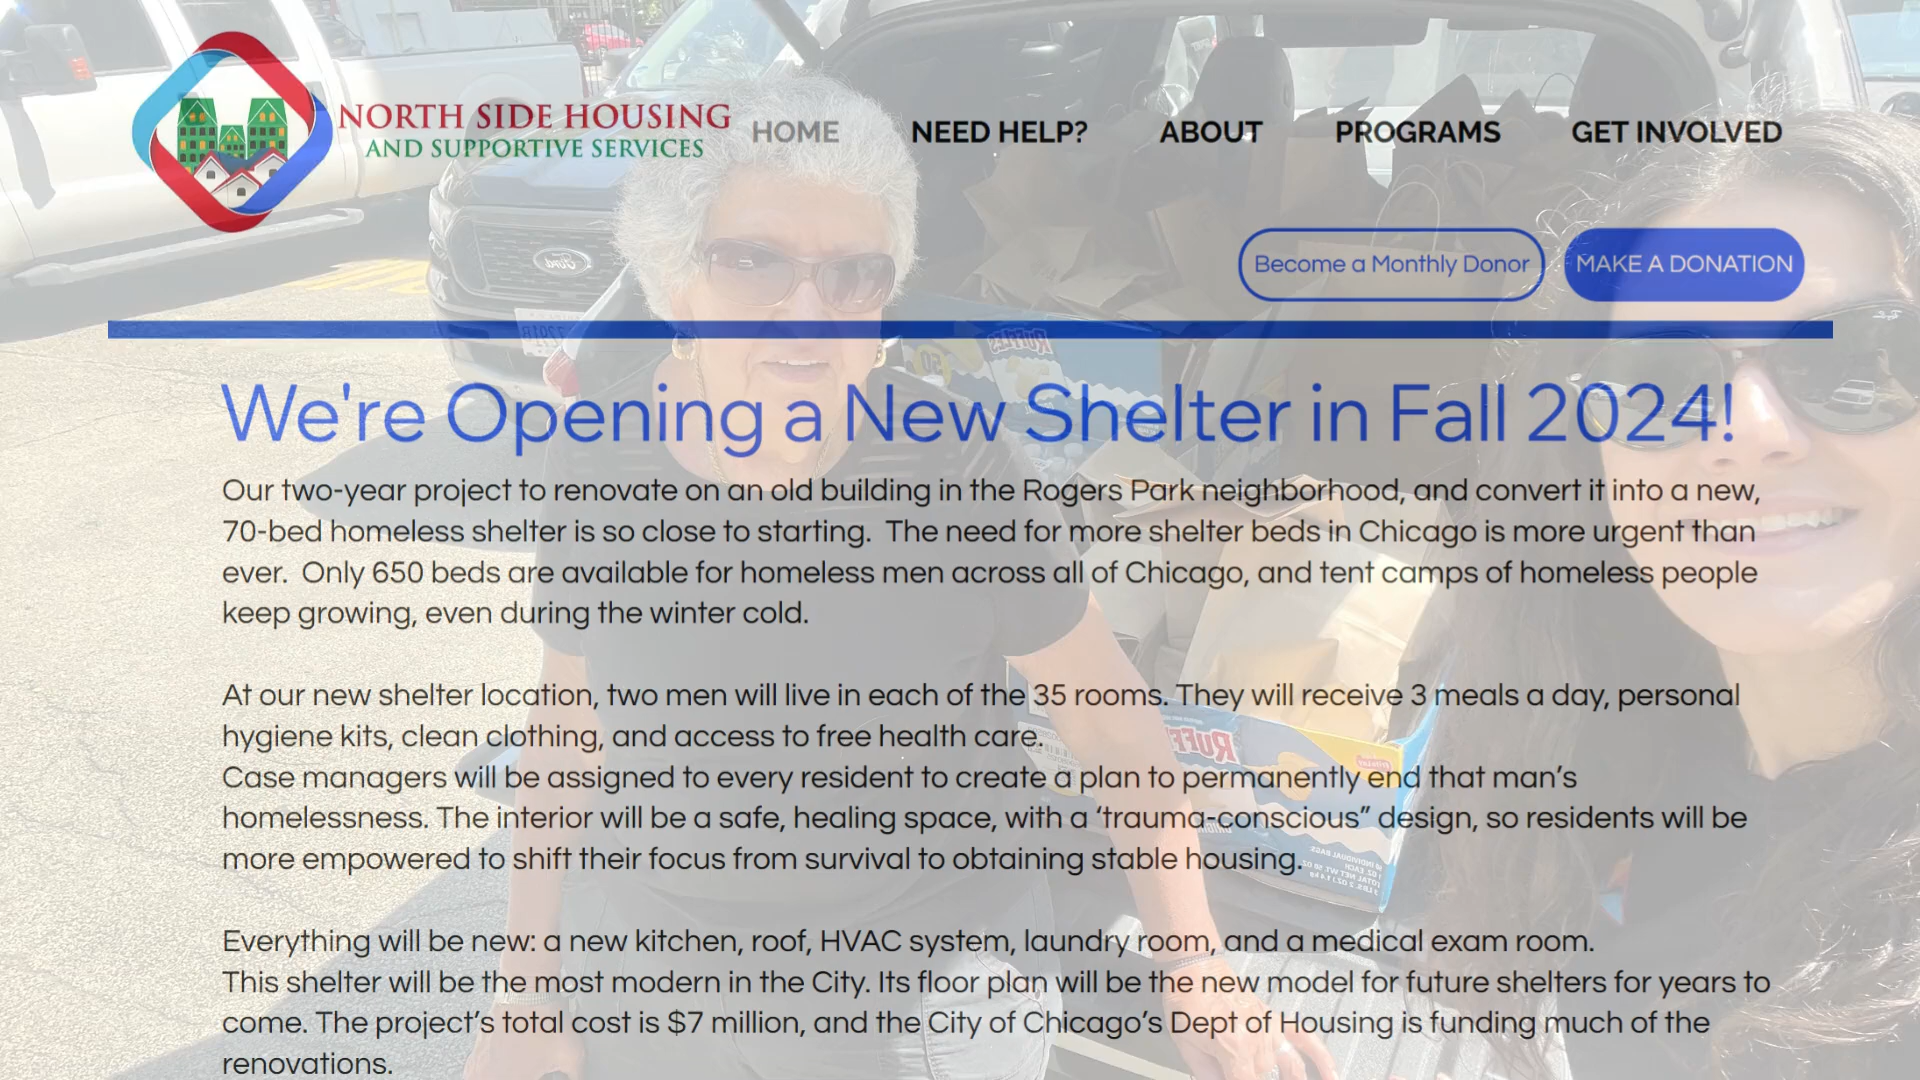 NORTH SIDE HOUSING
AND SUPPORTIVE SERVICES
HOME NEED HELP? ABOUT PROGRAMS GET INVOLVED
Become a Monthly Donor MAKE A DONATION
We're Opening a New Shelter in Fall 2024!
Our two-year project to renovate on an old building in the Rogers Park neighborhood, and convert it into a new,
70-bed homeless shelter is so close to starting. The need for more shelter beds in Chicago is more urgent than
ever. Only 650 beds are available for homeless men across all of Chicago, and tent camps of homeless people
keep growing, even during the winter cold.
At our new shelter location, two men will live in each of the 35 rooms. They will receive 3 meals a day, personal
hygiene kits, clean clothing, and access to free health care.
Case managers will be assigned to every resident to create a plan to permanently end that man’s
homelessness. The interior will be a safe, healing space, with a ‘trauma-conscious” design, so residents will be
more empowered to shift their focus from survival to obtaining stable housing.
Everything will be new: a new kitchen, roof, HVAC system, laundry room, and a medical exam room.
This shelter will be the most modern in the City. Its floor plan will be the new model for future shelters for years to
come. The project’s total cost is $7 million, and the City of Chicago’s Dept of Housing is funding much of the
renovations.
Ford
RUFFLES
RUFF